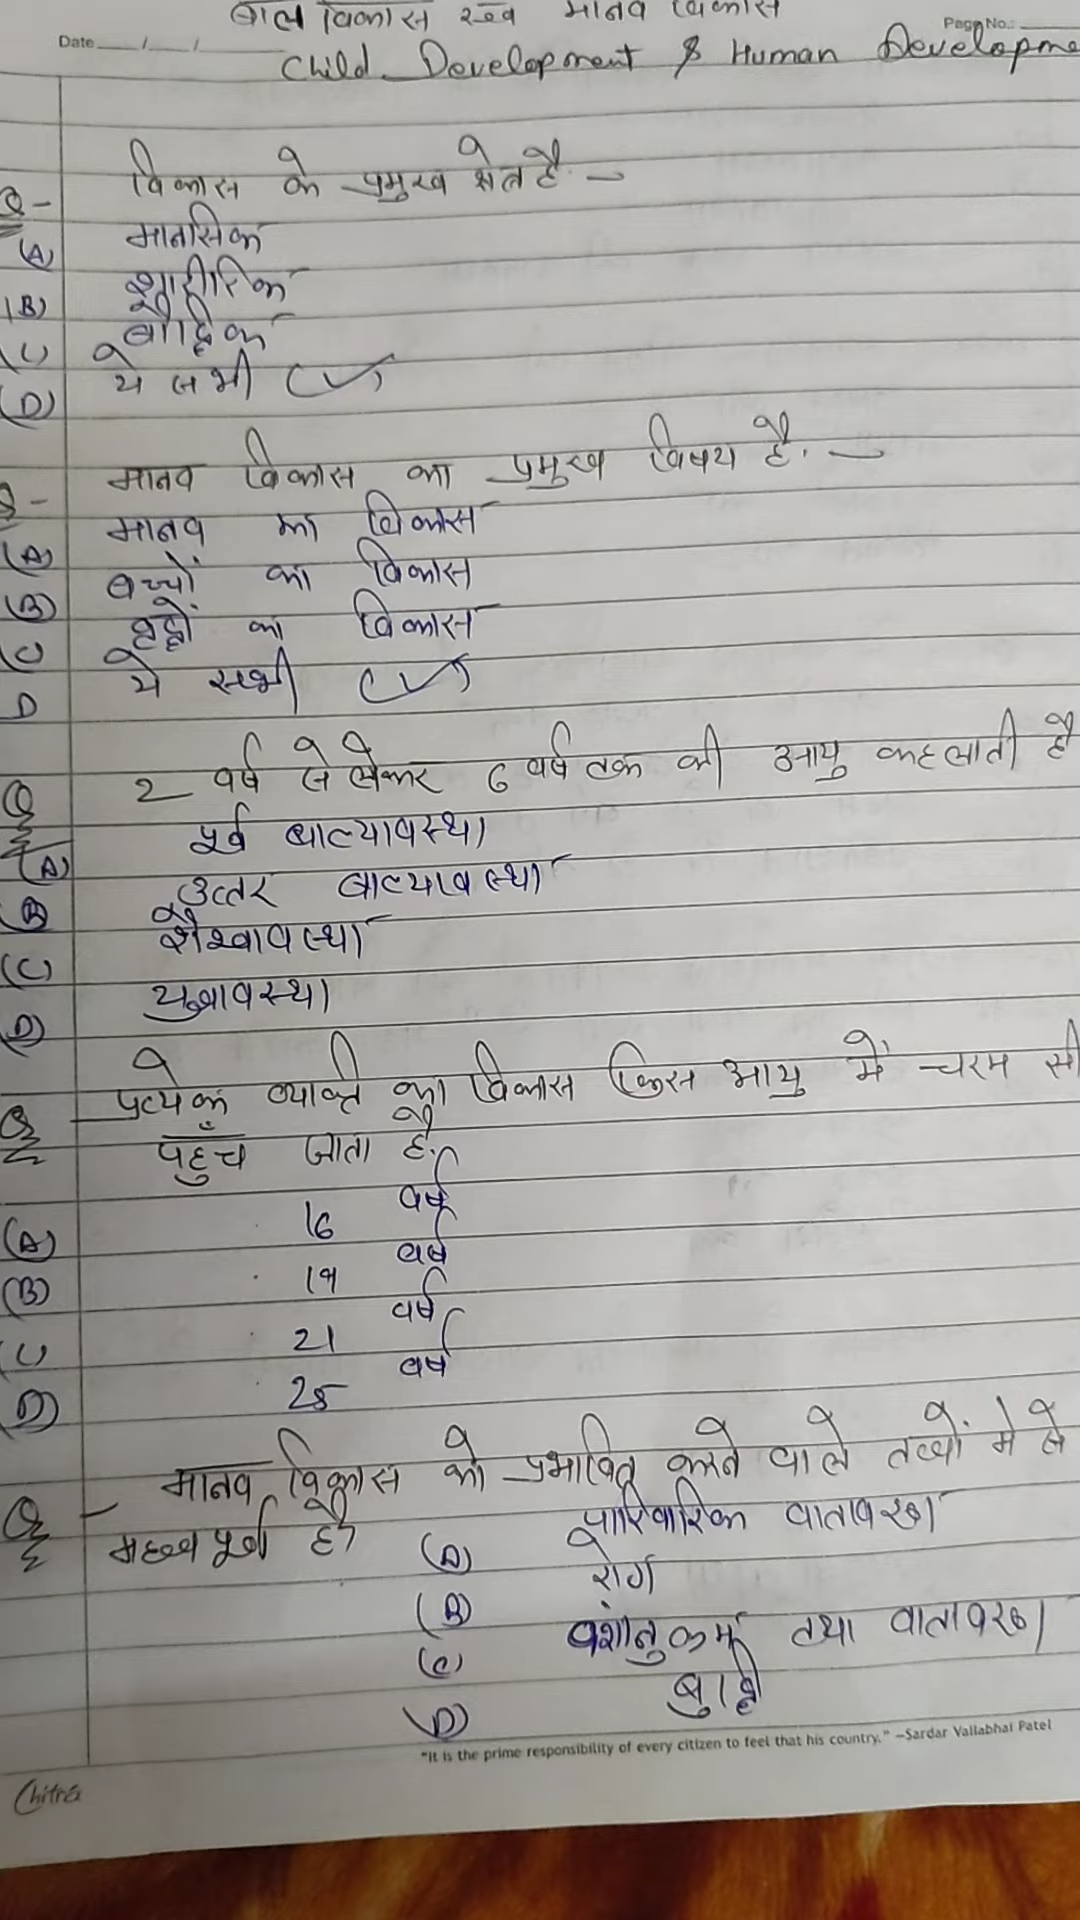 बाल विकास एवं मानव विकास
Date / / Page No.:
Child Development & Human Developme
Q- विकास के प्रमुख क्षेत्र है -
(A) मानसिक
(B) शारीरिक
(C) बौद्धिक
(D) ये सभी (✓)
Q- मानव विकास का प्रमुख विषय है. -
(A) मानव का विकास
(B) बच्चों का विकास
(C) वृद्धों का विकास
D ये सभी (✓)
Q 2 वर्ष से लेकर 6 वर्ष तक की आयु कहलाती है
(A) पूर्व बाल्यावस्था
(B) उत्तर बाल्यावस्था
(C) शैश्वावस्था
(D) युवावस्था
Q प्रत्येक व्यक्ति का विकास किस आयु में चरम सी
पहुँच जाता है.
(A) 16 वर्ष
(B) 19 वर्ष
(C) 21 वर्ष
(D) 25 वर्ष
Q - मानव विकास को प्रभावित करने वाले तथ्यों में से
महत्वपूर्ण है?
(A) पारिवारिक वातावरण
(B) रोग
(C) वंशानुक्रम तथा वातावरण
(D) बुद्धि
"It is the prime responsibility of every citizen to feel that his country." –Sardar Vallabhai Patel
Chitra